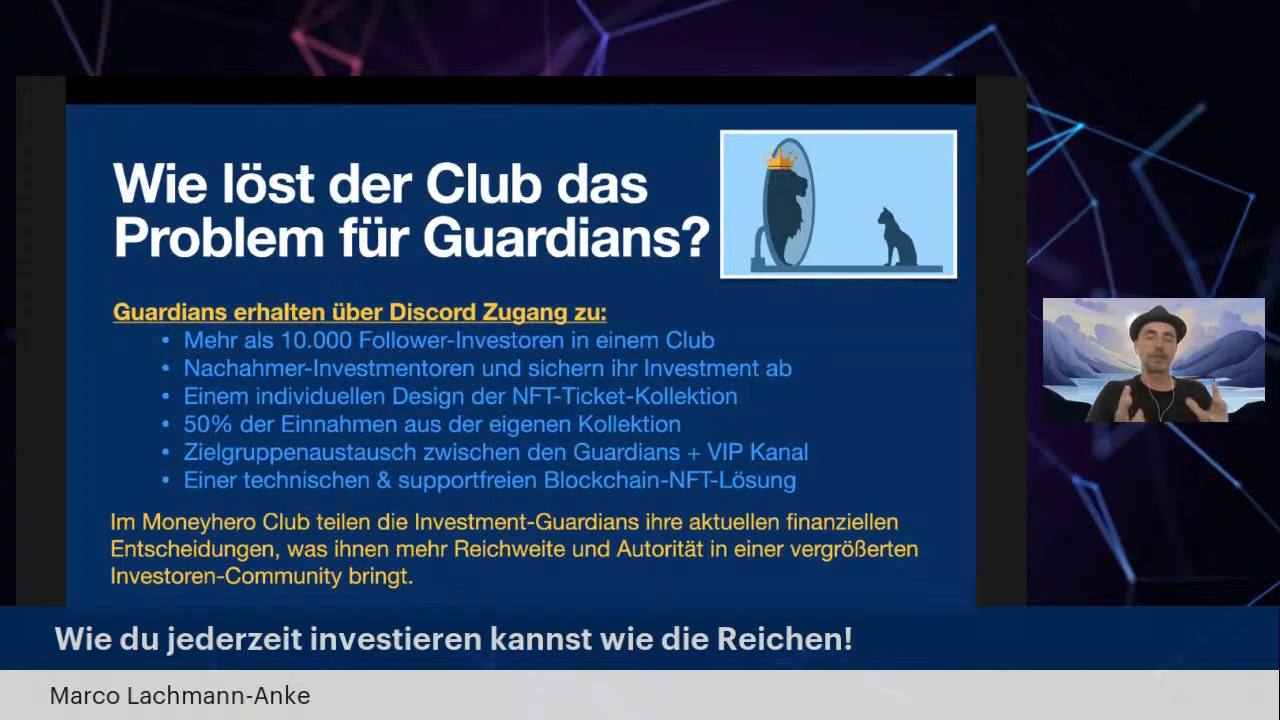 Wie löst der Club das
Problem für Guardians?
Guardians erhalten über Discord Zugang zu:
• Mehr als 10.000 Follower-Investoren in einem Club
• Nachahmer-Investmentoren und sichern ihr Investment ab
• Einem individuellen Design der NFT-Ticket-Kollektion
• 50% der Einnahmen aus der eigenen Kollektion
• Zielgruppenaustausch zwischen den Guardians + VIP Kanal
• Einer technischen & supportfreien Blockchain-NFT-Lösung
Im Moneyhero Club teilen die Investment-Guardians ihre aktuellen finanziellen
Entscheidungen, was ihnen mehr Reichweite und Autorität in einer vergrößerten
Investoren-Community bringt.
Wie du jederzeit investieren kannst wie die Reichen!
Marco Lachmann-Anke